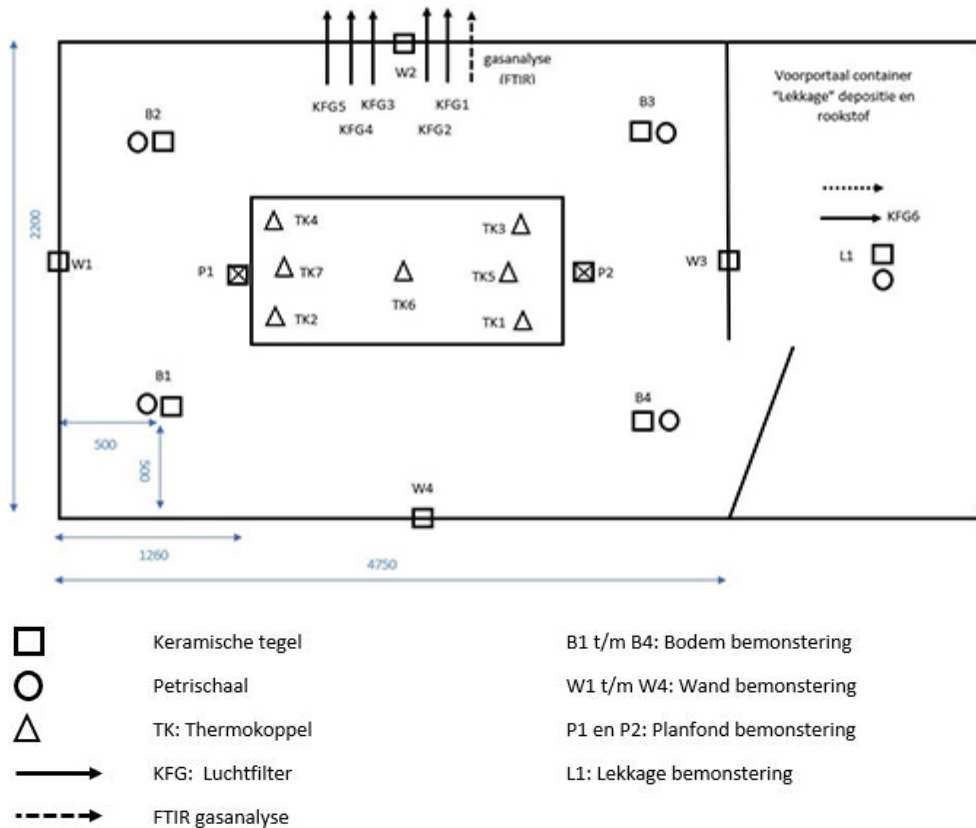 W2
gasanalyse
(FTIR)
KFG5
KFG3
KFG1
KFG4
KFG2
Voorportaal container
"Lekkage" depositie en
rookstof
B2
B3
2200
TK4
TK3
KFG6
W1
P1
TK7
TK6
TK5
P2
W3
L1
TK2
TK1
B1
B4
500
500
W4
1260
4750
Keramische tegel
B1 t/m B4: Bodem bemonstering
Petrischaal
W1 t/m W4: Wand bemonstering
TK: Thermokoppel
P1 en P2: Planfond bemonstering
KFG: Luchtfilter
L1: Lekkage bemonstering
FTIR gasanalyse